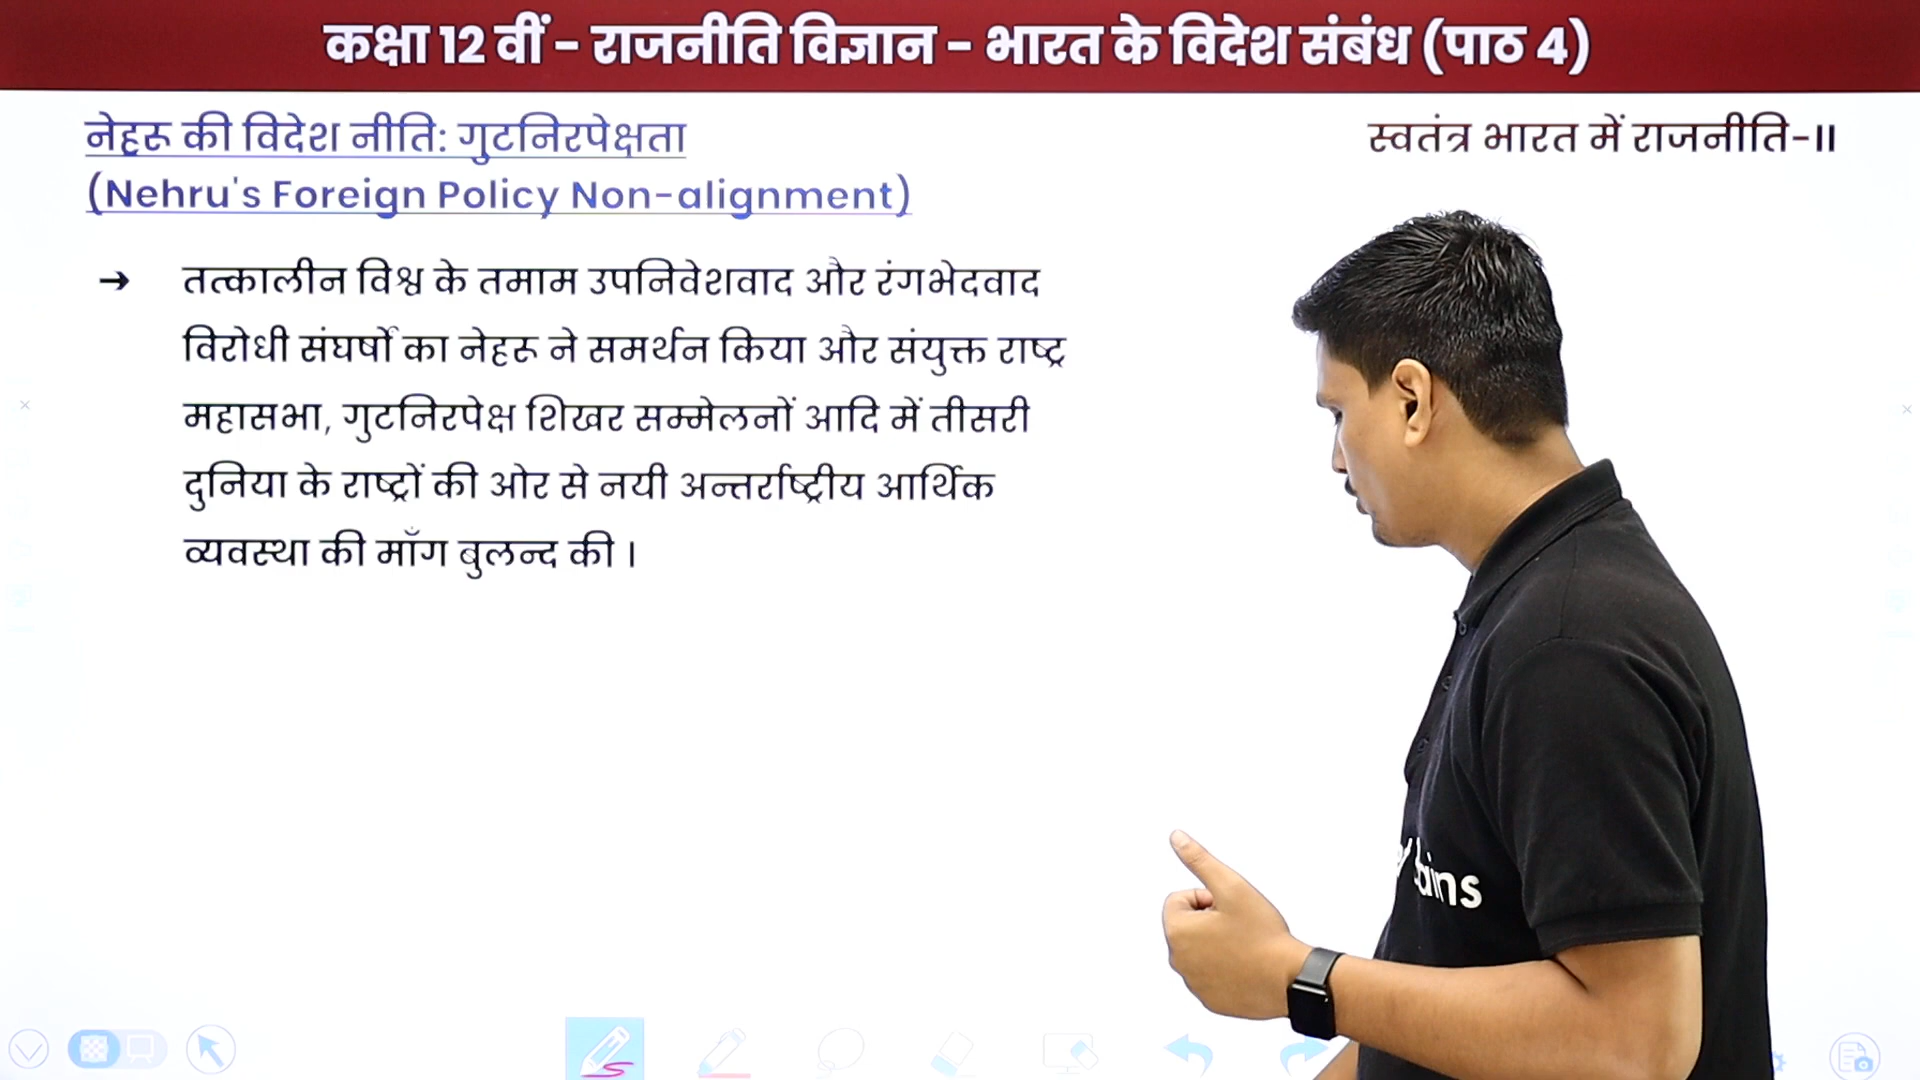 कक्षा 12 वीं - राजनीति विज्ञान - भारत के विदेश संबंध (पाठ 4)
नेहरू की विदेश नीति: गुटनिरपेक्षता
स्वतंत्र भारत में राजनीति-II
(Nehru's Foreign Policy Non-alignment)
→ तत्कालीन विश्व के तमाम उपनिवेशवाद और रंगभेदवाद
विरोधी संघर्षों का नेहरू ने समर्थन किया और संयुक्त राष्ट्र
महासभा, गुटनिरपेक्ष शिखर सम्मेलनों आदि में तीसरी
दुनिया के राष्ट्रों की ओर से नयी अन्तर्राष्ट्रीय आर्थिक
व्यवस्था की माँग बुलन्द की ।